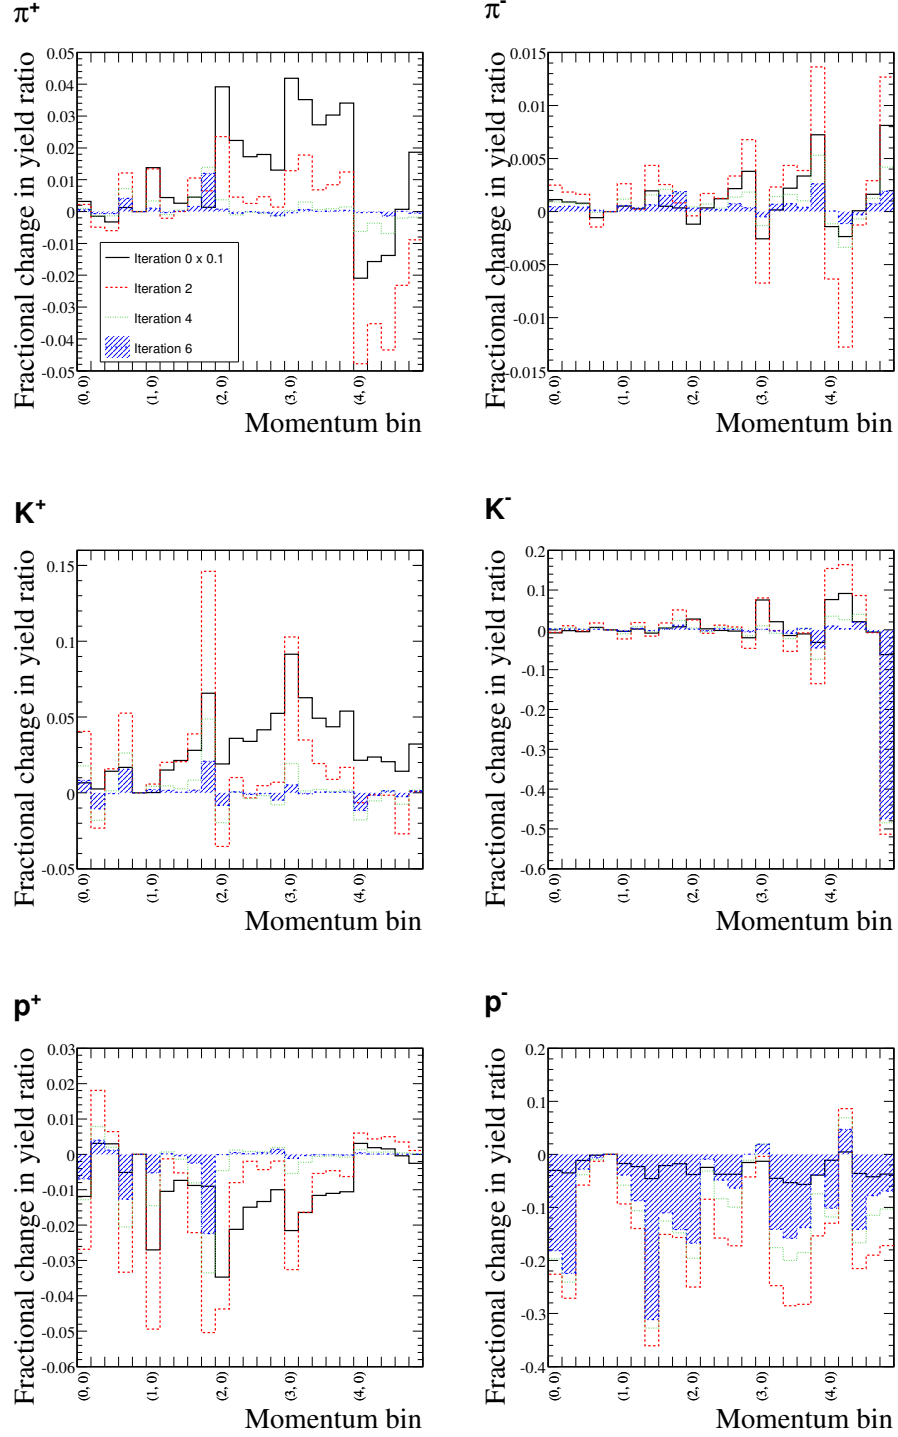 π+ π-
Fractional change in yield ratio
0.05
0.04
0.03
0.02
0.01
0
-0.01
-0.02
-0.03
-0.04
-0.05
Iteration 0 x 0.1
Iteration 2
Iteration 4
Iteration 6
(0, 0) (1, 0) (2, 0) (3, 0) (4, 0)
Momentum bin
Fractional change in yield ratio
0.015
0.01
0.005
0
-0.005
-0.01
-0.015
(0, 0) (1, 0) (2, 0) (3, 0) (4, 0)
Momentum bin
K+ K-
Fractional change in yield ratio
0.15
0.1
0.05
0
-0.05
(0, 0) (1, 0) (2, 0) (3, 0) (4, 0)
Momentum bin
Fractional change in yield ratio
0.2
0.1
0
-0.1
-0.2
-0.3
-0.4
-0.5
-0.6
(0, 0) (1, 0) (2, 0) (3, 0) (4, 0)
Momentum bin
p+ p-
Fractional change in yield ratio
0.03
0.02
0.01
0
-0.01
-0.02
-0.03
-0.04
-0.05
-0.06
(0, 0) (1, 0) (2, 0) (3, 0) (4, 0)
Momentum bin
Fractional change in yield ratio
0.2
0.1
0
-0.1
-0.2
-0.3
-0.4
(0, 0) (1, 0) (2, 0) (3, 0) (4, 0)
Momentum bin